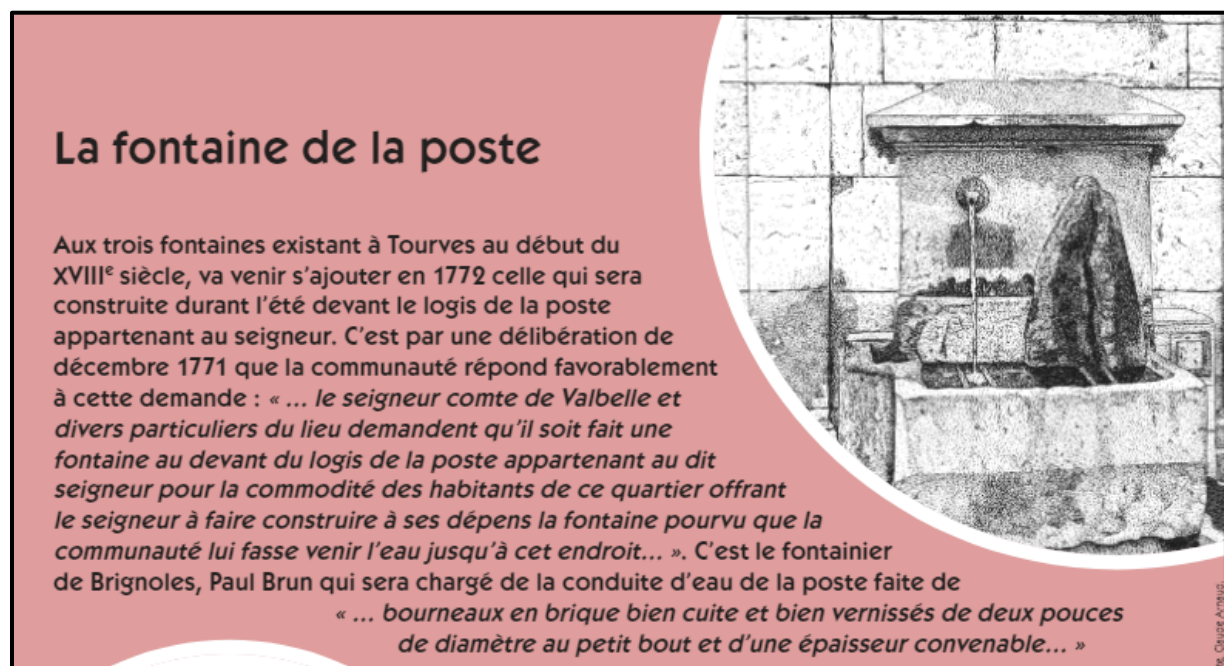 La fontaine de la poste
Aux trois fontaines existant à Tourves au début du
XVIIIᵉ siècle, va venir s’ajouter en 1772 celle qui sera
construite durant l’été devant le logis de la poste
appartenant au seigneur. C’est par une délibération de
décembre 1771 que la communauté répond favorablement
à cette demande : « ... le seigneur comte de Valbelle et
divers particuliers du lieu demandent qu’il soit fait une
fontaine au devant du logis de la poste appartenant au dit
seigneur pour la commodité des habitants de ce quartier offrant
le seigneur à faire construire à ses dépens la fontaine pourvu que la
communauté lui fasse venir l’eau jusqu’à cet endroit... ». C’est le fontainier
de Brignoles, Paul Brun qui sera chargé de la conduite d’eau de la poste faite de
« ... bourneaux en brique bien cuite et bien vernissés de deux pouces
de diamètre au petit bout et d’une épaisseur convenable... »
Claude Arnaud.